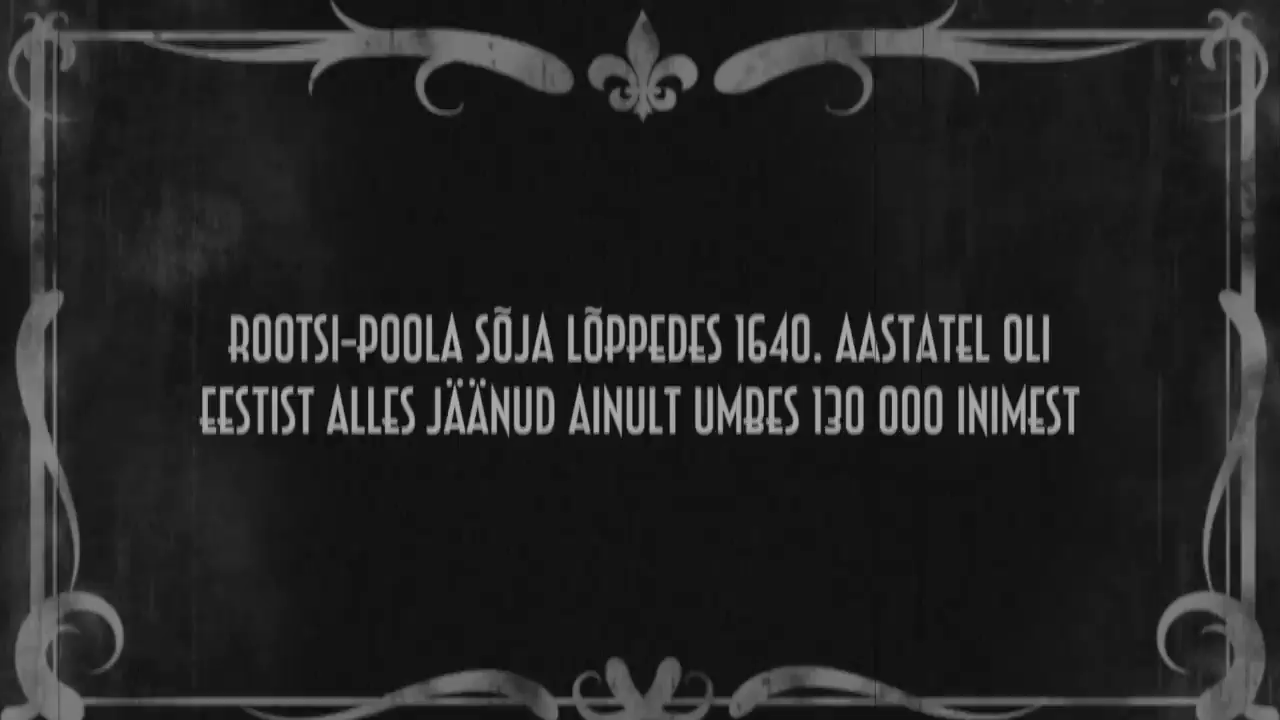 ROOTSI-POOLA SÕJA LÕPPEDES 1640. AASTATEL OLI
EESTIST ALLES JÄÄNUD AINULT UMBES 130 000 INIMEST